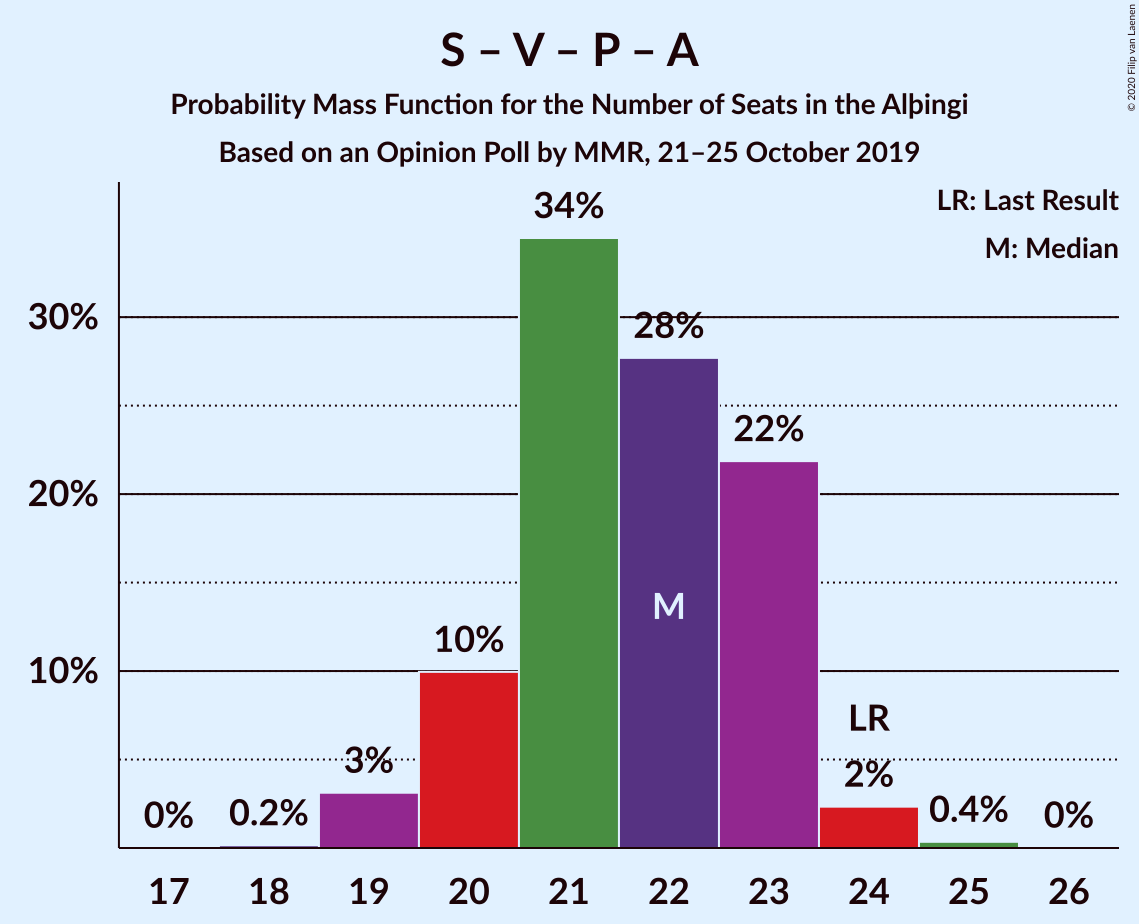 S – V – P – A
Probability Mass Function for the Number of Seats in the Alþingi
Based on an Opinion Poll by MMR, 21–25 October 2019
© 2020 Filip van Laenen
LR: Last Result
M: Median
34%
30%
28%
22%
20%
M
10%
10%
LR
3%
2%
0%
0.2%
0.4%
0%
17 18 19 20 21 22 23 24 25 26